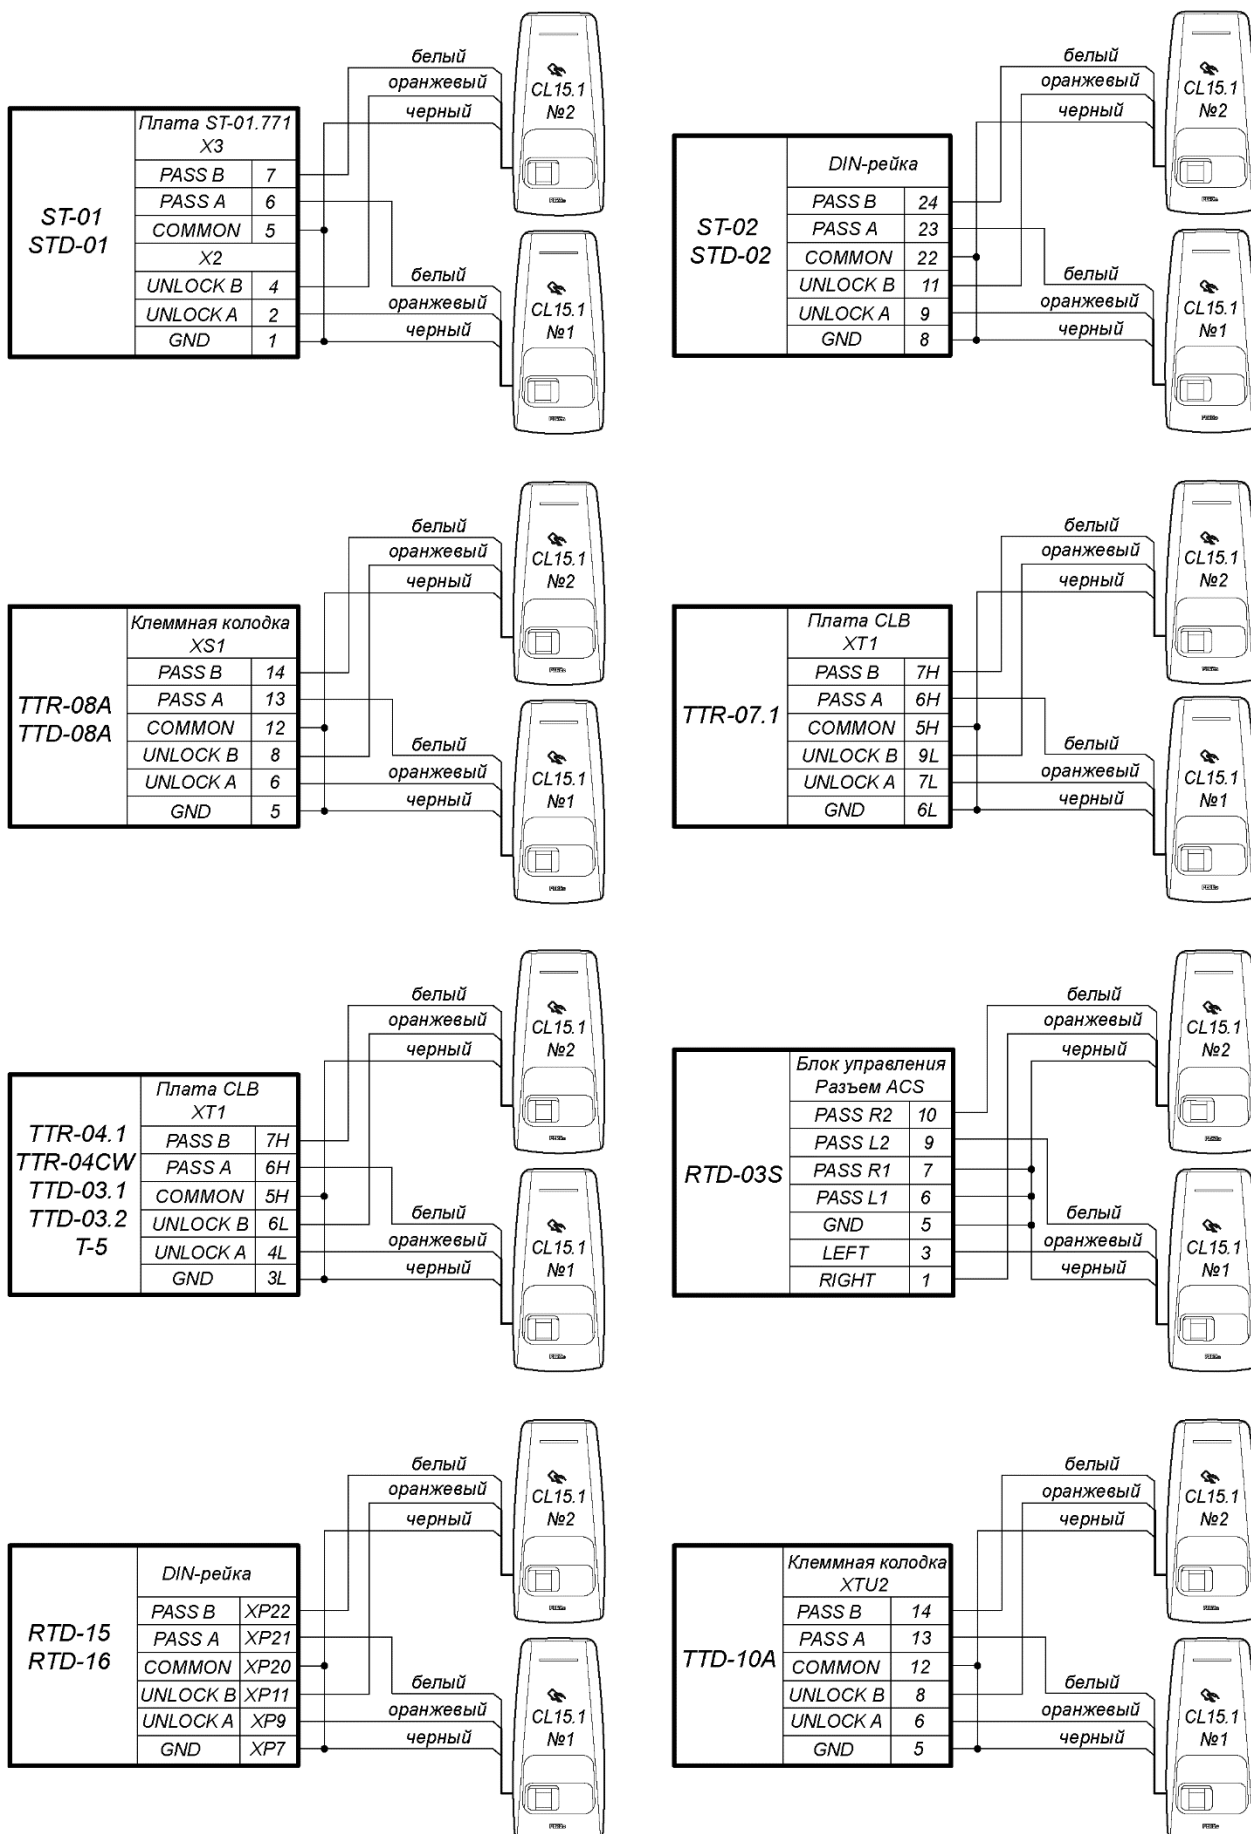 белый
оранжевый
черный
CL15.1
№2
Плата ST-01.771
X3
PASS B 7
PASS A 6
COMMON 5
X2
UNLOCK B 4
UNLOCK A 2
GND 1
ST-01
STD-01
белый
оранжевый
черный
CL15.1
№1
PERCo
белый
оранжевый
черный
CL15.1
№2
DIN-рейка
PASS B 24
PASS A 23
COMMON 22
UNLOCK B 11
UNLOCK A 9
GND 8
ST-02
STD-02
белый
оранжевый
черный
CL15.1
№1
белый
оранжевый
черный
CL15.1
№2
Клеммная колодка
XS1
PASS B 14
PASS A 13
COMMON 12
UNLOCK B 8
UNLOCK A 6
GND 5
TTR-08A
TTD-08A
белый
оранжевый
черный
CL15.1
№1
белый
оранжевый
черный
CL15.1
№2
Плата CLB
XT1
PASS B 7H
PASS A 6H
COMMON 5H
UNLOCK B 9L
UNLOCK A 7L
GND 6L
TTR-07.1
белый
оранжевый
черный
CL15.1
№1
белый
оранжевый
черный
CL15.1
№2
Плата CLB
XT1
PASS B 7H
PASS A 6H
COMMON 5H
UNLOCK B 6L
UNLOCK A 4L
GND 3L
TTR-04.1
TTR-04CW
TTD-03.1
TTD-03.2
T-5
белый
оранжевый
черный
CL15.1
№1
белый
оранжевый
черный
CL15.1
№2
Блок управления
Разъем ACS
PASS R2 10
PASS L2 9
PASS R1 7
PASS L1 6
GND 5
LEFT 3
RIGHT 1
RTD-03S
белый
оранжевый
черный
CL15.1
№1
белый
оранжевый
черный
CL15.1
№2
DIN-рейка
PASS B XP22
PASS A XP21
COMMON XP20
UNLOCK B XP11
UNLOCK A XP9
GND XP7
RTD-15
RTD-16
белый
оранжевый
черный
CL15.1
№1
белый
оранжевый
черный
CL15.1
№2
Клеммная колодка
XTU2
PASS B 14
PASS A 13
COMMON 12
UNLOCK B 8
UNLOCK A 6
GND 5
TTD-10A
белый
оранжевый
черный
CL15.1
№1